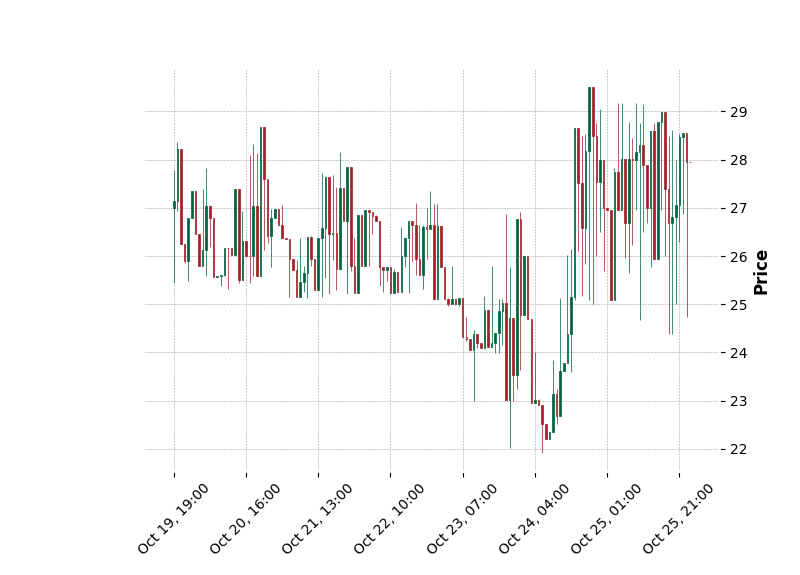 29
28
27
26
25
24
23
22
Price
Oct 19, 19:00
Oct 20, 16:00
Oct 21, 13:00
Oct 22, 10:00
Oct 23, 07:00
Oct 24, 04:00
Oct 25, 01:00
Oct 25, 21:00